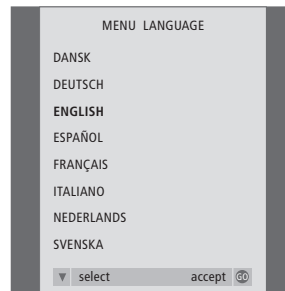 MENU LANGUAGE
DANSK
DEUTSCH
ENGLISH
ESPAÑOL
FRANÇAIS
ITALIANO
NEDERLANDS
SVENSKA
▼ select accept GO